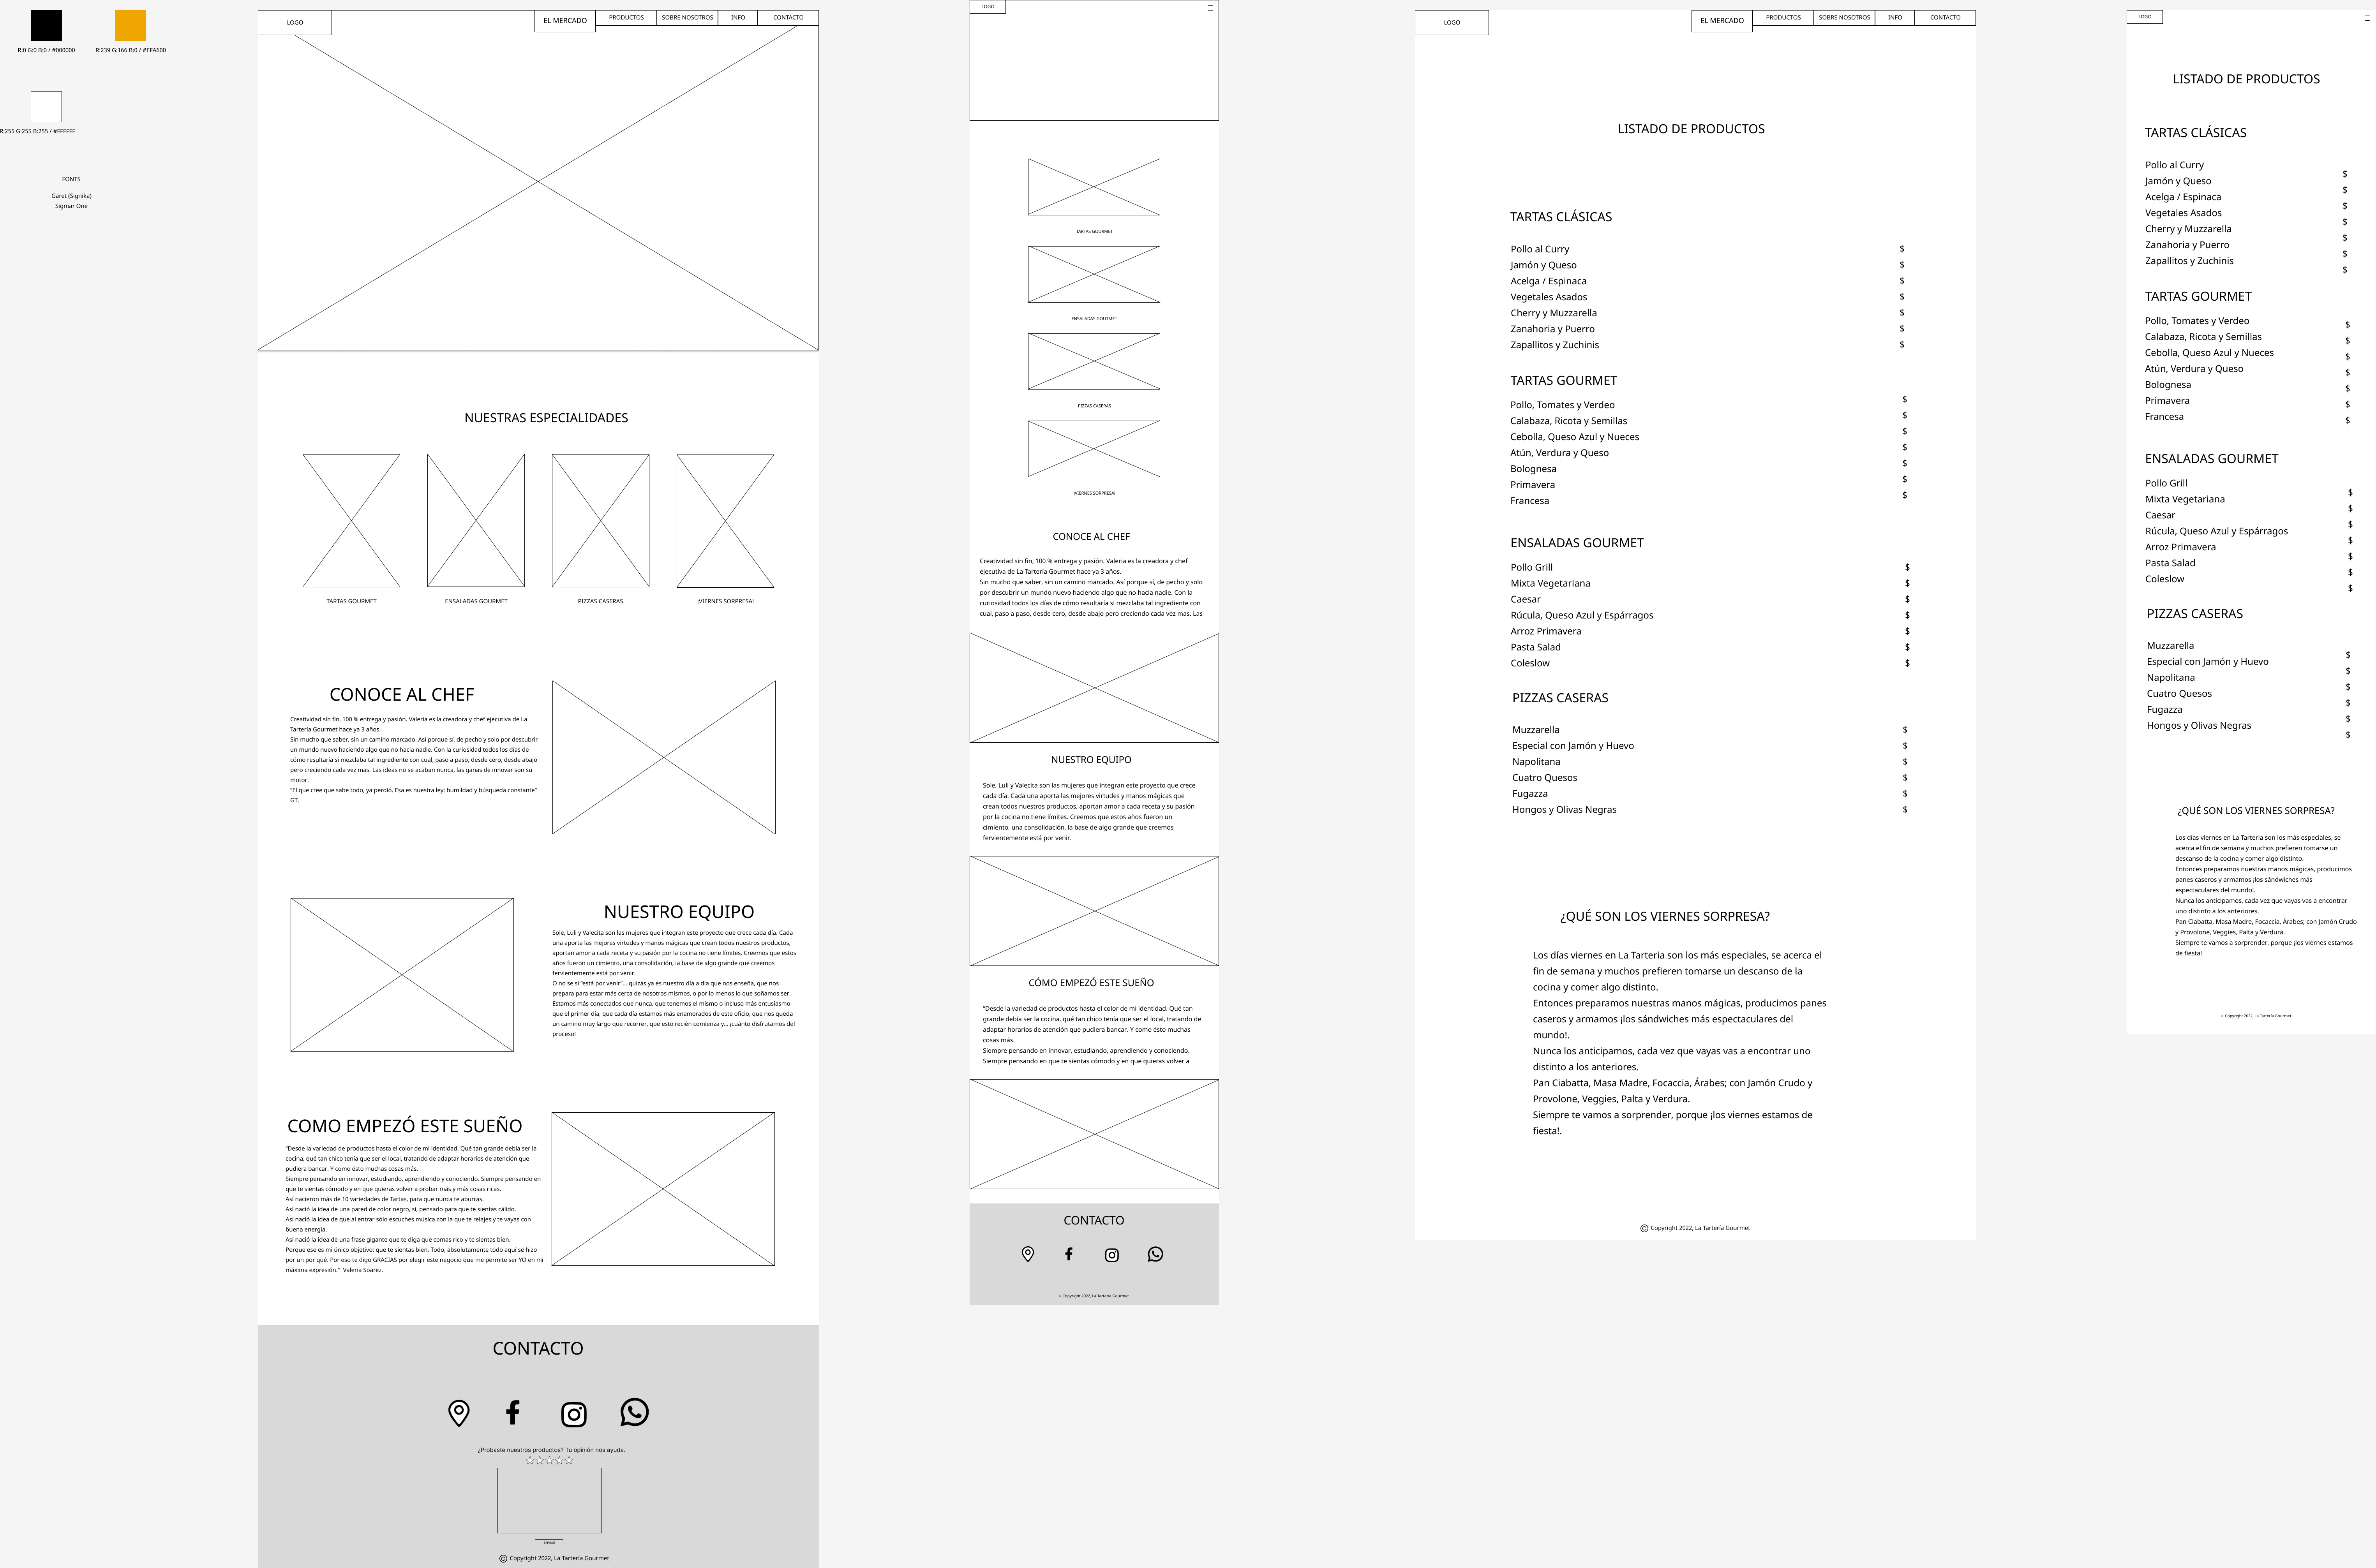 R:0 G:0 B:0 / #000000
R:239 G:166 B:0 / #EFA600
R:255 G:255 B:255 / #FFFFFF
FONTS
Garet (Signika)
Sigmar One
LOGO
EL MERCADO
PRODUCTOS
SOBRE NOSOTROS
INFO
CONTACTO
NUESTRAS ESPECIALIDADES
TARTAS GOURMET
ENSALADAS GOURMET
PIZZAS CASERAS
¡VIERNES SORPRESA!
CONOCE AL CHEF
Creatividad sin fin, 100 % entrega y pasión. Valeria es la creadora y chef ejecutiva de La
Tartería Gourmet hace ya 3 años.
Sin mucho que saber, sin un camino marcado. Así porque sí, de pecho y solo por descubrir
un mundo nuevo haciendo algo que no hacia nadie. Con la curiosidad todos los días de
cómo resultaría si mezclaba tal ingrediente con cual, paso a paso, desde cero, desde abajo
pero creciendo cada vez mas. Las ideas no se acaban nunca, las ganas de innovar son su
motor.
"El que cree que sabe todo, ya perdió. Esa es nuestra ley: humildad y búsqueda constante"
GT.
NUESTRO EQUIPO
Sole, Luli y Valecita son las mujeres que integran este proyecto que crece cada día. Cada
una aporta las mejores virtudes y manos mágicas que crean todos nuestros productos,
aportan amor a cada receta y su pasión por la cocina no tiene límites. Creemos que estos
años fueron un cimiento, una consolidación, la base de algo grande que creemos
fervientemente está por venir.
O no se si "está por venir"... quizás ya es nuestro día a día que nos enseña, que nos
prepara para estar más cerca de nosotros mismos, o por lo menos lo que soñamos ser.
Estamos más conectados que nunca, que tenemos el mismo o incluso más entusiasmo
que el primer día, que cada día estamos más enamorados de este oficio, que nos queda
un camino muy largo que recorrer, que esto recién comienza y... ¡cuánto disfrutamos del
proceso!
COMO EMPEZÓ ESTE SUEÑO
"Desde la variedad de productos hasta el color de mi identidad. Qué tan grande debía ser la
cocina, qué tan chico tenía que ser el local, tratando de adaptar horarios de atención que
pudiera bancar. Y como ésto muchas cosas más.
Siempre pensando en innovar, estudiando, aprendiendo y conociendo. Siempre pensando en
que te sientas cómodo y en que quieras volver a probar más y más cosas ricas.
Así nacieron más de 10 variedades de Tartas, para que nunca te aburras.
Así nació la idea de una pared de color negro, si, pensado para que te sientas cálido.
Así nació la idea de que al entrar sólo escuches música con la que te relajes y te vayas con
buena energía.
Así nació la idea de una frase gigante que te diga que comas rico y te sientas bien.
Porque ese es mi único objetivo: que te sientas bien. Todo, absolutamente todo aquí se hizo
por un por qué. Por eso te digo GRACIAS por elegir este negocio que me permite ser YO en mi
máxima expresión." Valeria Soarez.
CONTACTO
¿Probaste nuestros productos? Tu opinión nos ayuda.
© Copyright 2022, La Tartería Gourmet
LOGO
TARTAS GOURMET
ENSALADAS GOUTMET
PIZZAS CASERAS
¡VIERNES SORPRESA!
CONOCE AL CHEF
Creatividad sin fin, 100 % entrega y pasión. Valeria es la creadora y chef
ejecutiva de La Tartería Gourmet hace ya 3 años.
Sin mucho que saber, sin un camino marcado. Así porque sí, de pecho y solo
por descubrir un mundo nuevo haciendo algo que no hacia nadie. Con la
curiosidad todos los días de cómo resultaría si mezclaba tal ingrediente con
cual, paso a paso, desde cero, desde abajo pero creciendo cada vez mas. Las
NUESTRO EQUIPO
Sole, Luli y Valecita son las mujeres que integran este proyecto que crece
cada día. Cada una aporta las mejores virtudes y manos mágicas que
crean todos nuestros productos, aportan amor a cada receta y su pasión
por la cocina no tiene límites. Creemos que estos años fueron un
cimiento, una consolidación, la base de algo grande que creemos
fervientemente está por venir.
CÓMO EMPEZÓ ESTE SUEÑO
"Desde la variedad de productos hasta el color de mi identidad. Qué tan
grande debía ser la cocina, qué tan chico tenía que ser el local, tratando de
adaptar horarios de atención que pudiera bancar. Y como ésto muchas
cosas más.
Siempre pensando en innovar, estudiando, aprendiendo y conociendo.
Siempre pensando en que te sientas cómodo y en que quieras volver a
CONTACTO
© Copyright 2022, La Tartería Gourmet
LOGO
EL MERCADO
PRODUCTOS
SOBRE NOSOTROS
INFO
CONTACTO
LISTADO DE PRODUCTOS
TARTAS CLÁSICAS
Pollo al Curry $
Jamón y Queso $
Acelga / Espinaca $
Vegetales Asados $
Cherry y Muzzarella $
Zanahoria y Puerro $
Zapallitos y Zuchinis $
TARTAS GOURMET
Pollo, Tomates y Verdeo $
Calabaza, Ricota y Semillas $
Cebolla, Queso Azul y Nueces $
Atún, Verdura y Queso $
Bolognesa $
Primavera $
Francesa $
ENSALADAS GOURMET
Pollo Grill $
Mixta Vegetariana $
Caesar $
Rúcula, Queso Azul y Espárragos $
Arroz Primavera $
Pasta Salad $
Coleslow $
PIZZAS CASERAS
Muzzarella $
Especial con Jamón y Huevo $
Napolitana $
Cuatro Quesos $
Fugazza $
Hongos y Olivas Negras $
¿QUÉ SON LOS VIERNES SORPRESA?
Los días viernes en La Tarteria son los más especiales, se acerca el
fin de semana y muchos prefieren tomarse un descanso de la
cocina y comer algo distinto.
Entonces preparamos nuestras manos mágicas, producimos panes
caseros y armamos ¡los sándwiches más espectaculares del
mundo!.
Nunca los anticipamos, cada vez que vayas vas a encontrar uno
distinto a los anteriores.
Pan Ciabatta, Masa Madre, Focaccia, Árabes; con Jamón Crudo y
Provolone, Veggies, Palta y Verdura.
Siempre te vamos a sorprender, porque ¡los viernes estamos de
fiesta!.
© Copyright 2022, La Tartería Gourmet
LOGO
LISTADO DE PRODUCTOS
TARTAS CLÁSICAS
Pollo al Curry $
Jamón y Queso $
Acelga / Espinaca $
Vegetales Asados $
Cherry y Muzzarella $
Zanahoria y Puerro $
Zapallitos y Zuchinis $
TARTAS GOURMET
Pollo, Tomates y Verdeo $
Calabaza, Ricota y Semillas $
Cebolla, Queso Azul y Nueces $
Atún, Verdura y Queso $
Bolognesa $
Primavera $
Francesa $
ENSALADAS GOURMET
Pollo Grill $
Mixta Vegetariana $
Caesar $
Rúcula, Queso Azul y Espárragos $
Arroz Primavera $
Pasta Salad $
Coleslow $
PIZZAS CASERAS
Muzzarella $
Especial con Jamón y Huevo $
Napolitana $
Cuatro Quesos $
Fugazza $
Hongos y Olivas Negras $
¿QUÉ SON LOS VIERNES SORPRESA?
Los días viernes en La Tarteria son los más especiales, se
acerca el fin de semana y muchos prefieren tomarse un
descanso de la cocina y comer algo distinto.
Entonces preparamos nuestras manos mágicas, producimos
panes caseros y armamos ¡los sándwiches más
espectaculares del mundo!.
Nunca los anticipamos, cada vez que vayas vas a encontrar
uno distinto a los anteriores.
Pan Ciabatta, Masa Madre, Focaccia, Árabes; con Jamón Crudo
y Provolone, Veggies, Palta y Verdura.
Siempre te vamos a sorprender, porque ¡los viernes estamos
de fiesta!.
© Copyright 2022, La Tartería Gourmet